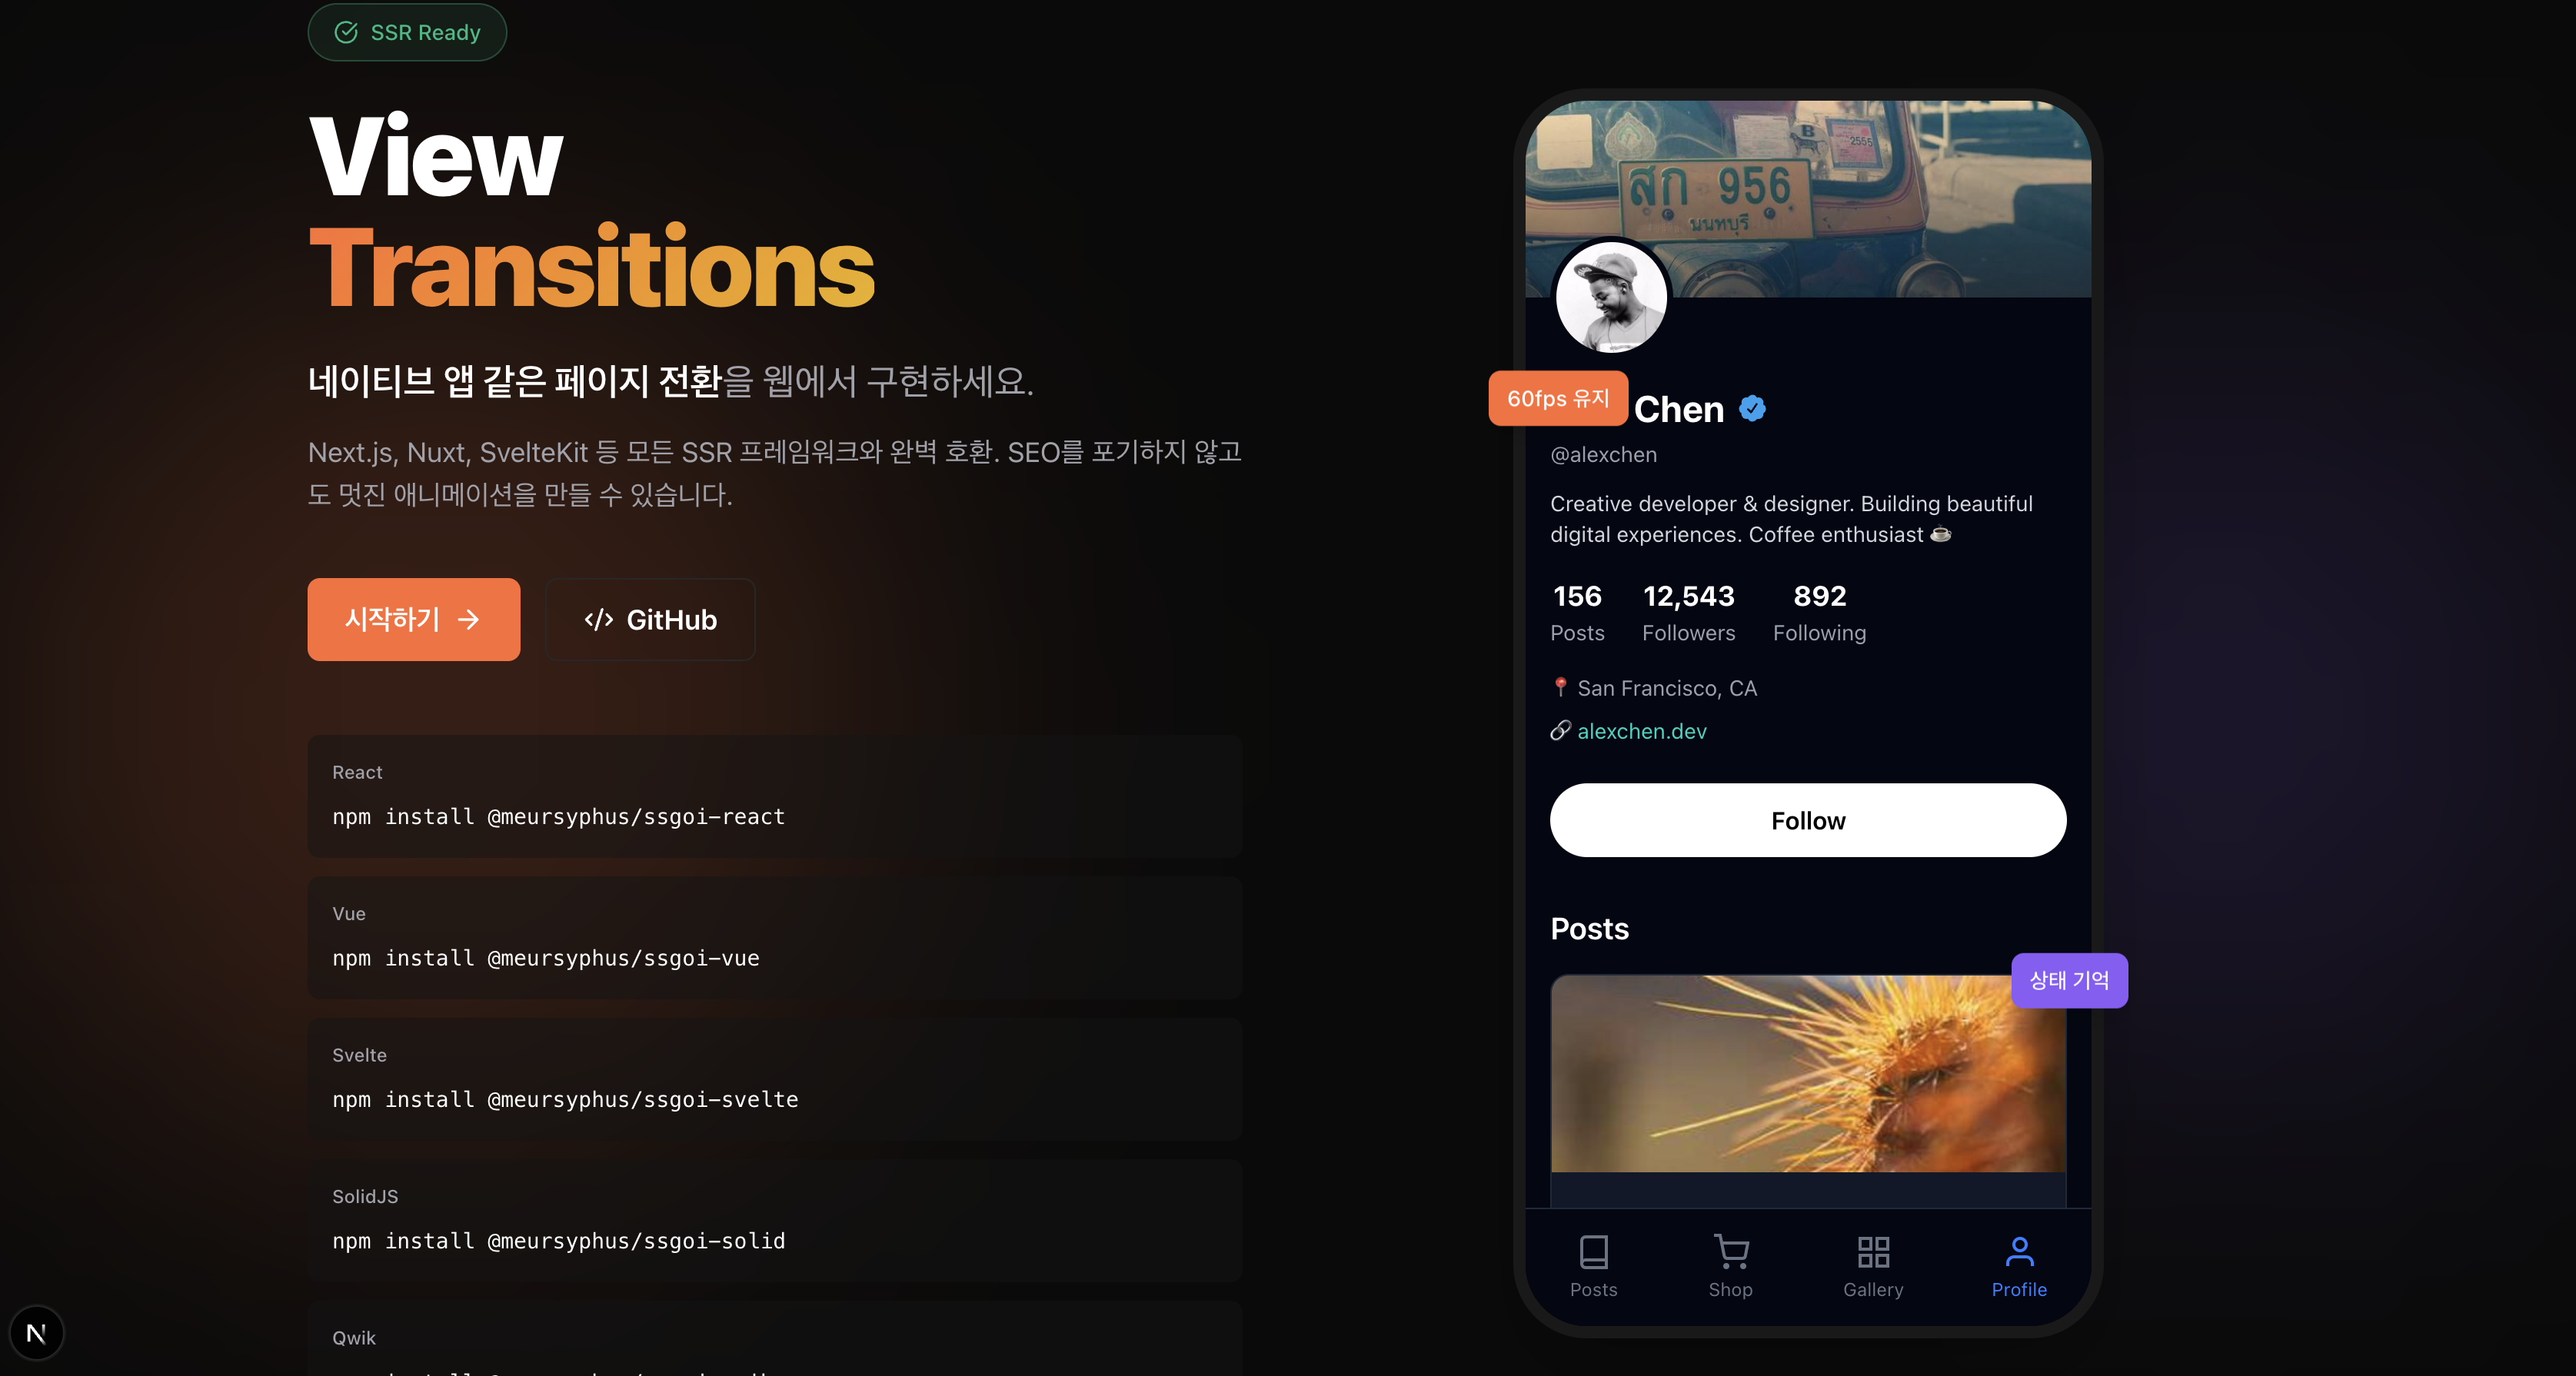 SSR Ready
View
Transitions
네이티브 앱 같은 페이지 전환을 웹에서 구현하세요.
Next.js, Nuxt, SvelteKit 등 모든 SSR 프레임워크와 완벽 호환. SEO를 포기하지 않고
도 멋진 애니메이션을 만들 수 있습니다.
시작하기 →
</> GitHub
React
npm install @meursyphus/ssgoi-react
Vue
npm install @meursyphus/ssgoi-vue
Svelte
npm install @meursyphus/ssgoi-svelte
SolidJS
npm install @meursyphus/ssgoi-solid
Qwik
N
สก 956
นนทบุรี
B
2555
60fps 유지
Chen
@alexchen
Creative developer & designer. Building beautiful
digital experiences. Coffee enthusiast ☕
156 12,543 892
Posts Followers Following
📍 San Francisco, CA
🔗 alexchen.dev
Follow
Posts
상태 기억
Posts Shop Gallery Profile